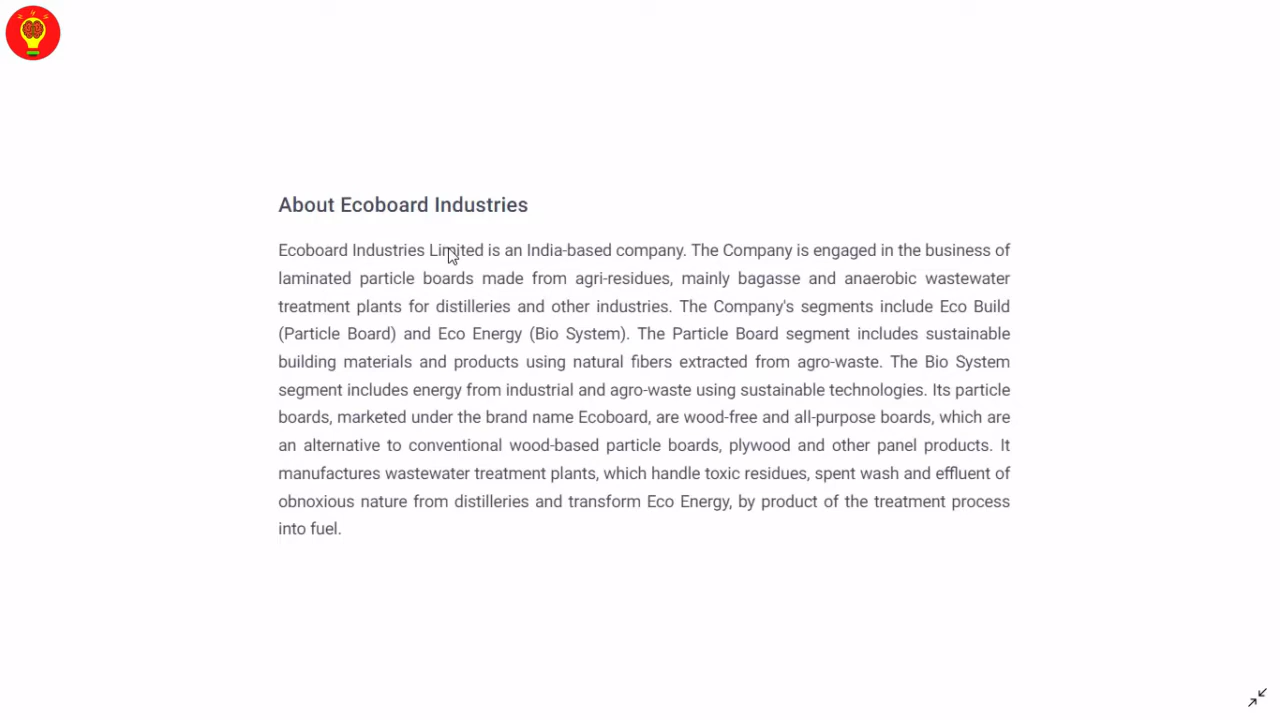 About Ecoboard Industries
Ecoboard Industries Limited is an India-based company. The Company is engaged in the business of
laminated particle boards made from agri-residues, mainly bagasse and anaerobic wastewater
treatment plants for distilleries and other industries. The Company's segments include Eco Build
(Particle Board) and Eco Energy (Bio System). The Particle Board segment includes sustainable
building materials and products using natural fibers extracted from agro-waste. The Bio System
segment includes energy from industrial and agro-waste using sustainable technologies. Its particle
boards, marketed under the brand name Ecoboard, are wood-free and all-purpose boards, which are
an alternative to conventional wood-based particle boards, plywood and other panel products. It
manufactures wastewater treatment plants, which handle toxic residues, spent wash and effluent of
obnoxious nature from distilleries and transform Eco Energy, by product of the treatment process
into fuel.